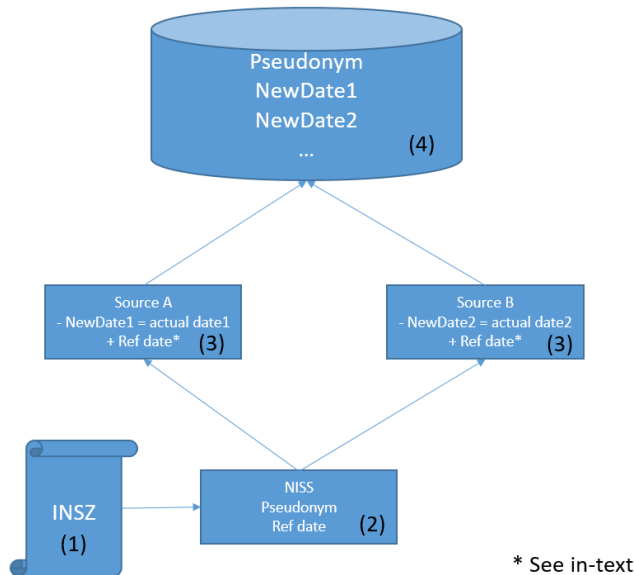 Pseudonym
NewDate1
NewDate2
...
(4)
Source A
- NewDate1 = actual date1
+ Ref date*
(3)
Source B
- NewDate2 = actual date2
+ Ref date*
(3)
INSZ
(1)
NISS
Pseudonym
Ref date
(2)
* See in-text